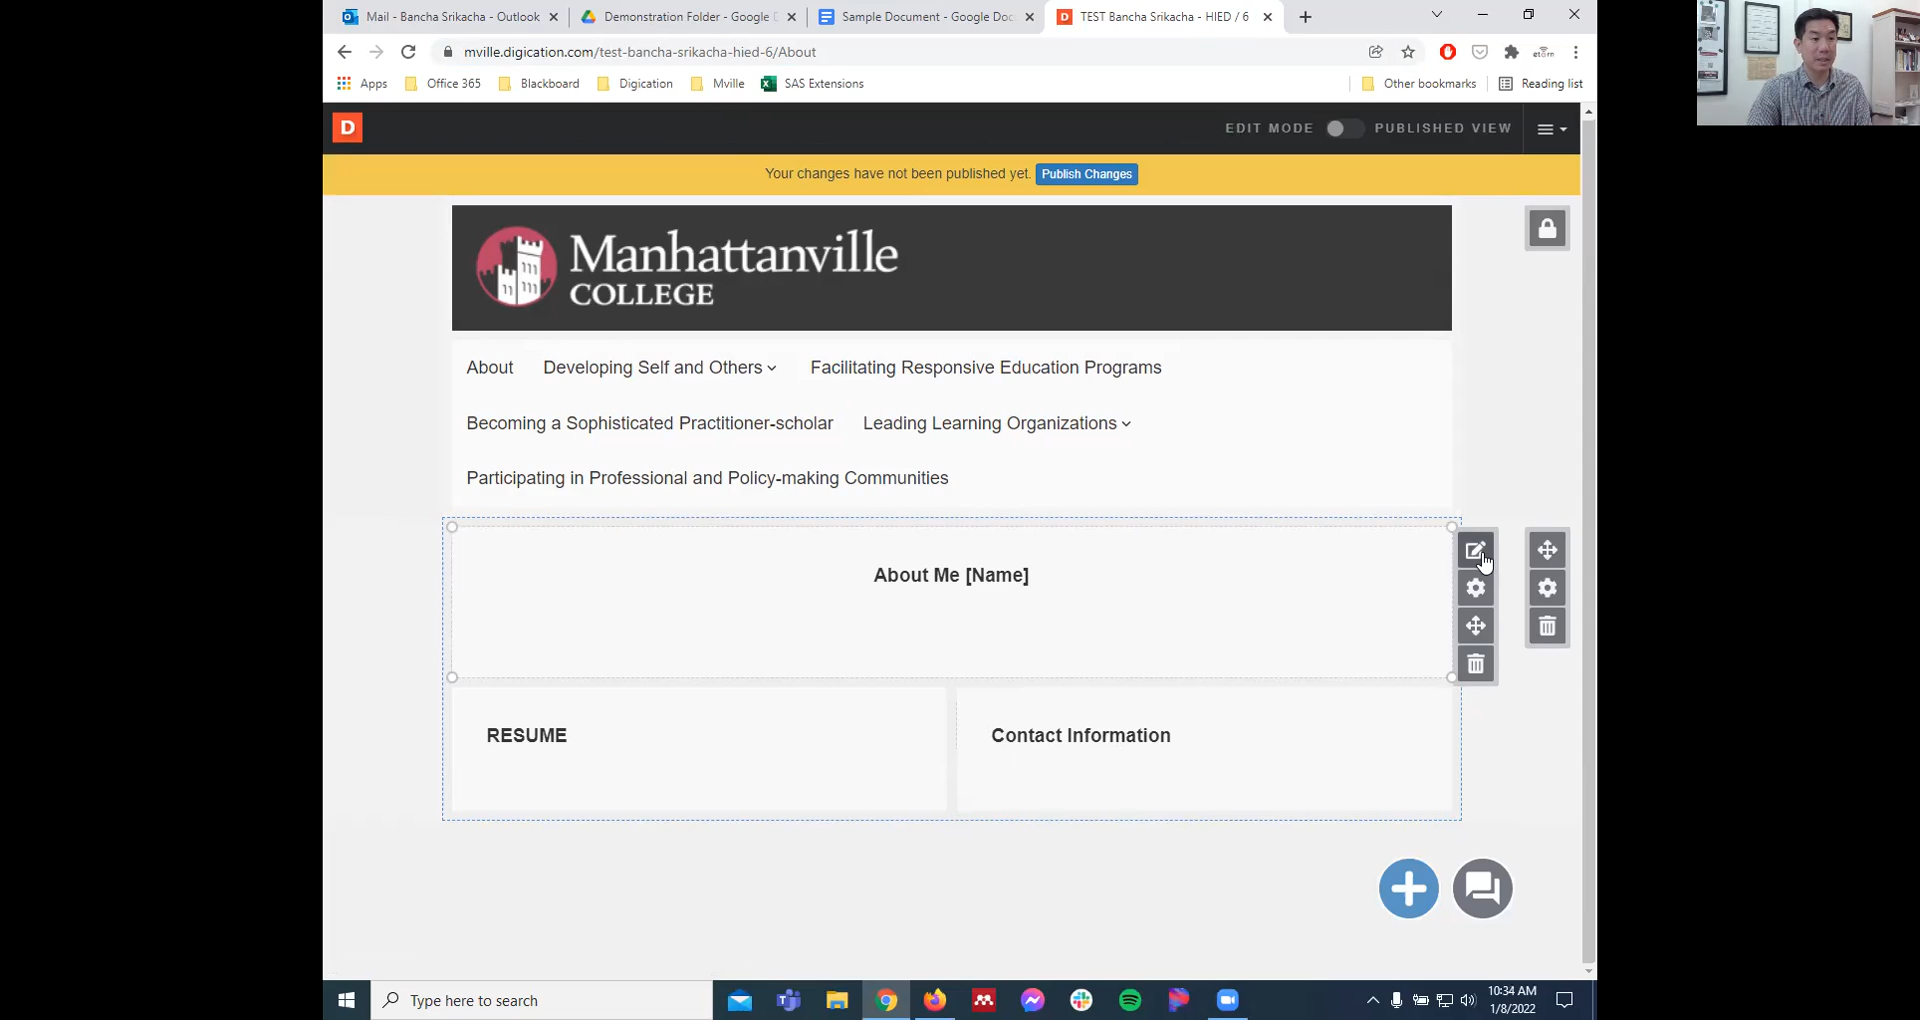 Mail - Bancha Srikacha - Outlook
Demonstration Folder - Google D
Sample Document - Google Doc
TEST Bancha Srikacha - HIED / 6
mville.digication.com/test-bancha-srikacha-hied-6/About
Apps
Office 365
Blackboard
Digication
Mville
SAS Extensions
Other bookmarks
Reading list
D
EDIT MODE
PUBLISHED VIEW
Your changes have not been published yet. Publish Changes
Manhattanville
COLLEGE
About
Developing Self and Others
Facilitating Responsive Education Programs
Becoming a Sophisticated Practitioner-scholar
Leading Learning Organizations
Participating in Professional and Policy-making Communities
About Me [Name]
RESUME
Contact Information
Type here to search
10:34 AM
1/8/2022